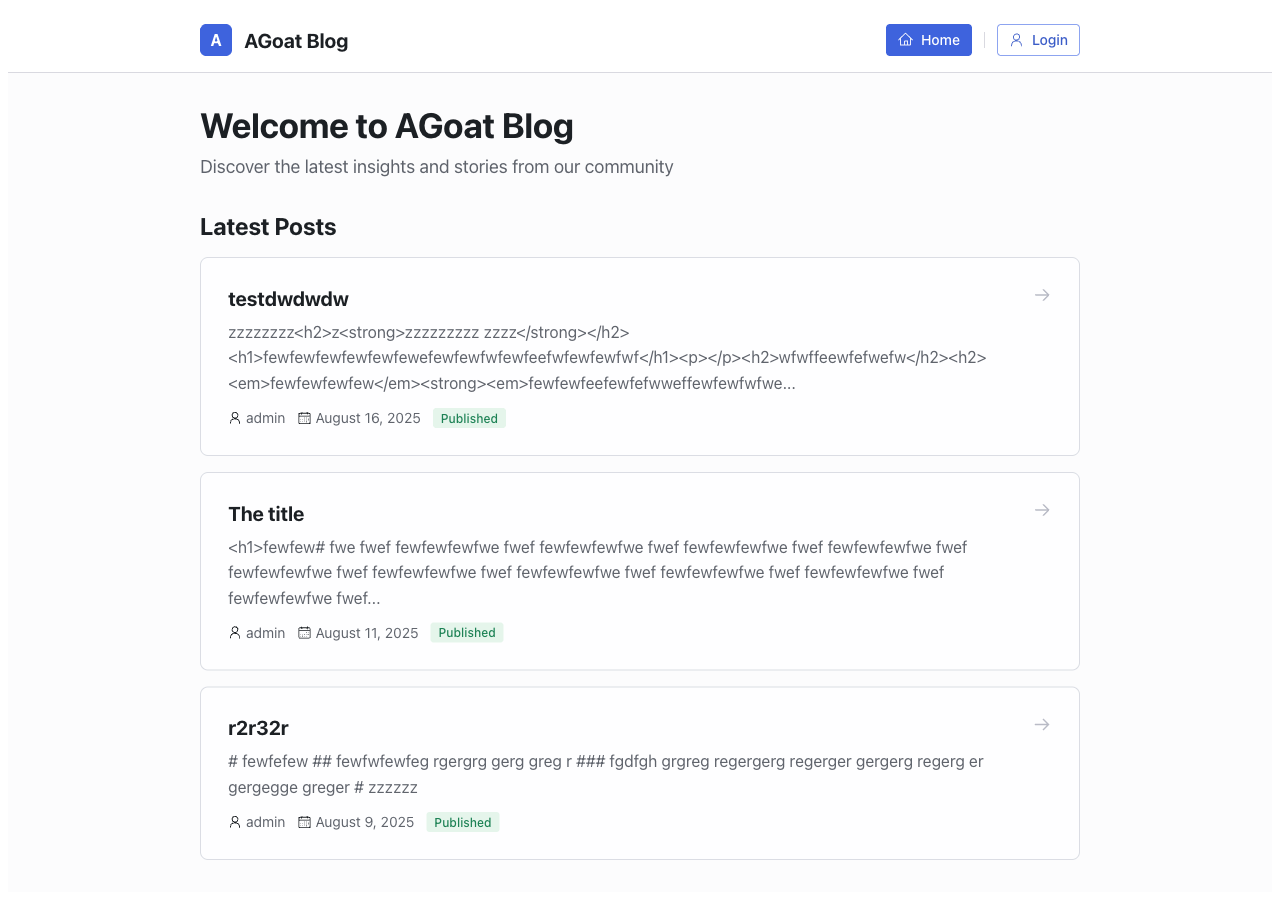 A AGoat Blog Home Login
Welcome to AGoat Blog
Discover the latest insights and stories from our community
Latest Posts
testdwdwdw
zzzzzzzz<h2>z<strong>zzzzzzzzz zzzz</strong></h2>
<h1>fewfewfewfewfewfewefewfewfwfewfeefwfewfewfwf</h1><p></p><h2>wfwffeewfefwefw</h2><h2>
<em>fewfewfewfew</em><strong><em>fewfewfeefewfefwweffewfewfwfwe...
admin August 16, 2025 Published
The title
<h1>fewfew# fwe fwef fewfewfewfwe fwef fewfewfewfwe fwef fewfewfewfwe fwef fewfewfewfwe fwef
fewfewfewfwe fwef fewfewfewfwe fwef fewfewfewfwe fwef fewfewfewfwe fwef fewfewfewfwe fwef
fewfewfewfwe fwef...
admin August 11, 2025 Published
r2r32r
# fewfefew ## fewfwfewfeg rgergrg gerg greg r ### fgdfgh grgreg regergerg regerger gergerg regerg er
gergegge greger # zzzzzz
admin August 9, 2025 Published